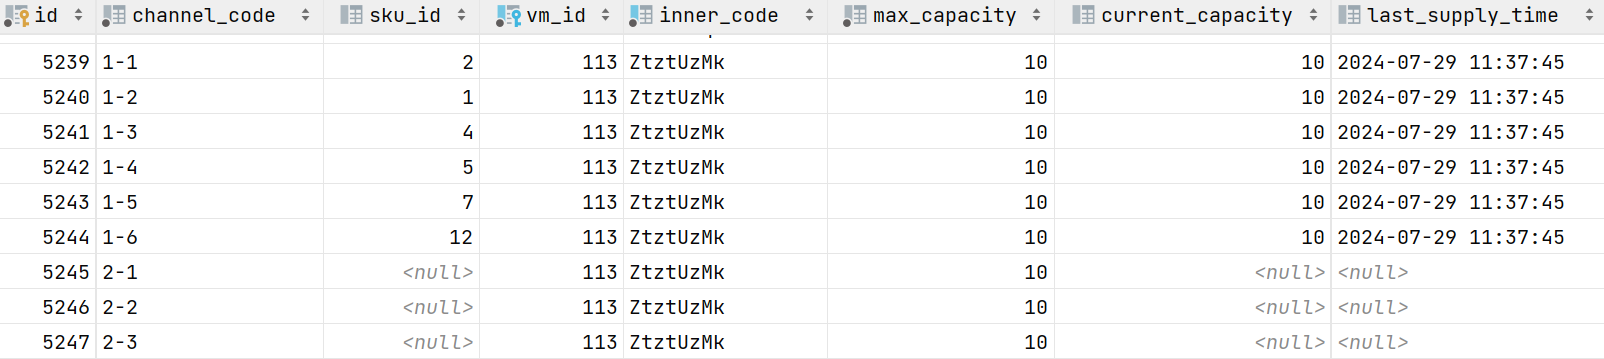 id channel_code sku_id vm_id inner_code max_capacity current_capacity last_supply_time
5239 1-1 2 113 ZtztUzMk 10 10 2024-07-29 11:37:45
5240 1-2 1 113 ZtztUzMk 10 10 2024-07-29 11:37:45
5241 1-3 4 113 ZtztUzMk 10 10 2024-07-29 11:37:45
5242 1-4 5 113 ZtztUzMk 10 10 2024-07-29 11:37:45
5243 1-5 7 113 ZtztUzMk 10 10 2024-07-29 11:37:45
5244 1-6 12 113 ZtztUzMk 10 10 2024-07-29 11:37:45
5245 2-1 <null> 113 ZtztUzMk 10 <null> <null>
5246 2-2 <null> 113 ZtztUzMk 10 <null> <null>
5247 2-3 <null> 113 ZtztUzMk 10 <null> <null>